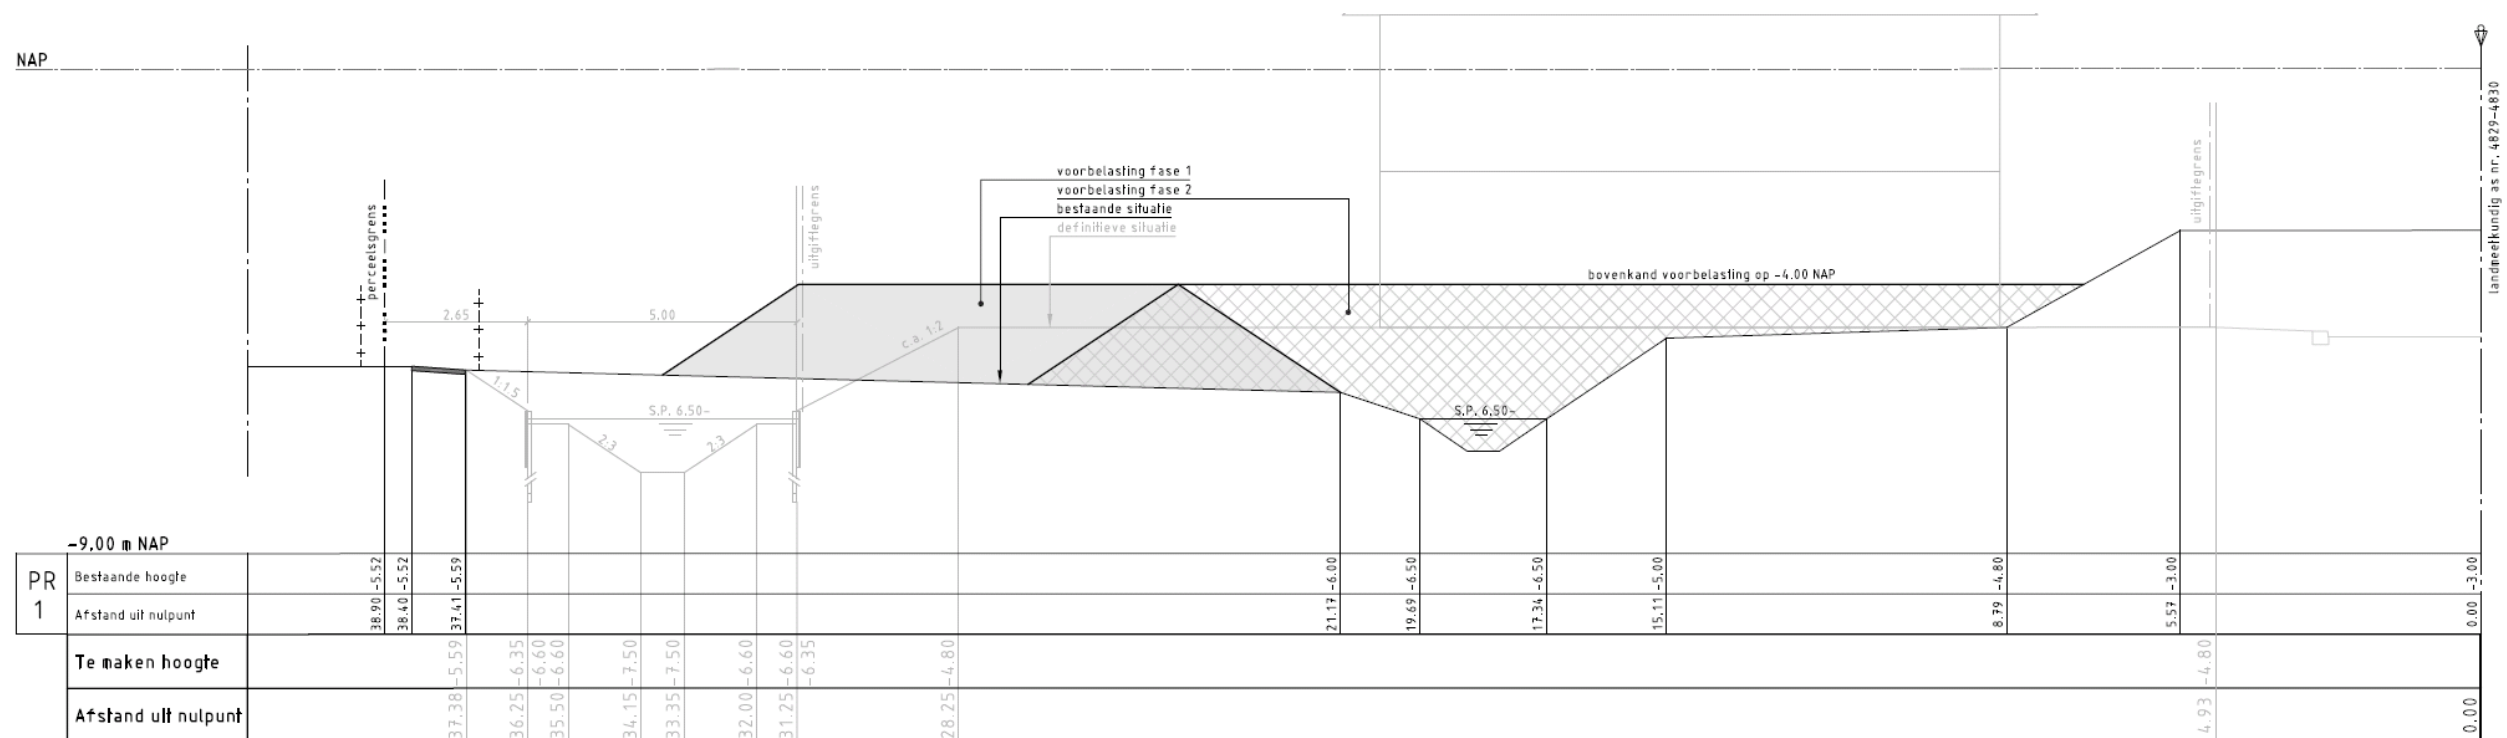 NAP
landmeetkundig as nr. 4829-4830
uitgiftegrens
perceelsgrens
uitgiftegrens
voorbelasting fase 1
voorbelasting fase 2
bestaande situatie
definitieve situatie
bovenkand voorbelasting op -4.00 NAP
2.65
5.00
c.a. 1:2
1:1.5
S.P. 6.50-
2:3
2:3
S.P. 6.50-
-9,00 m NAP
PR
1
Bestaande hoogte
-5.52
-5.52
-5.59
-6.00
-6.50
-6.50
-5.00
-4.80
-3.00
-3.00
Afstand uit nulpunt
38.90
38.40
37.41
21.17
19.69
17.34
15.11
8.79
5.57
0.00
Te maken hoogte
-5.59
-6.35
-6.60
-6.60
-7.50
-7.50
-6.60
-6.60
-6.35
-4.80
-4.80
Afstand uit nulpunt
37.38
36.25
35.50
34.15
33.35
32.00
31.25
28.25
4.93
0.00